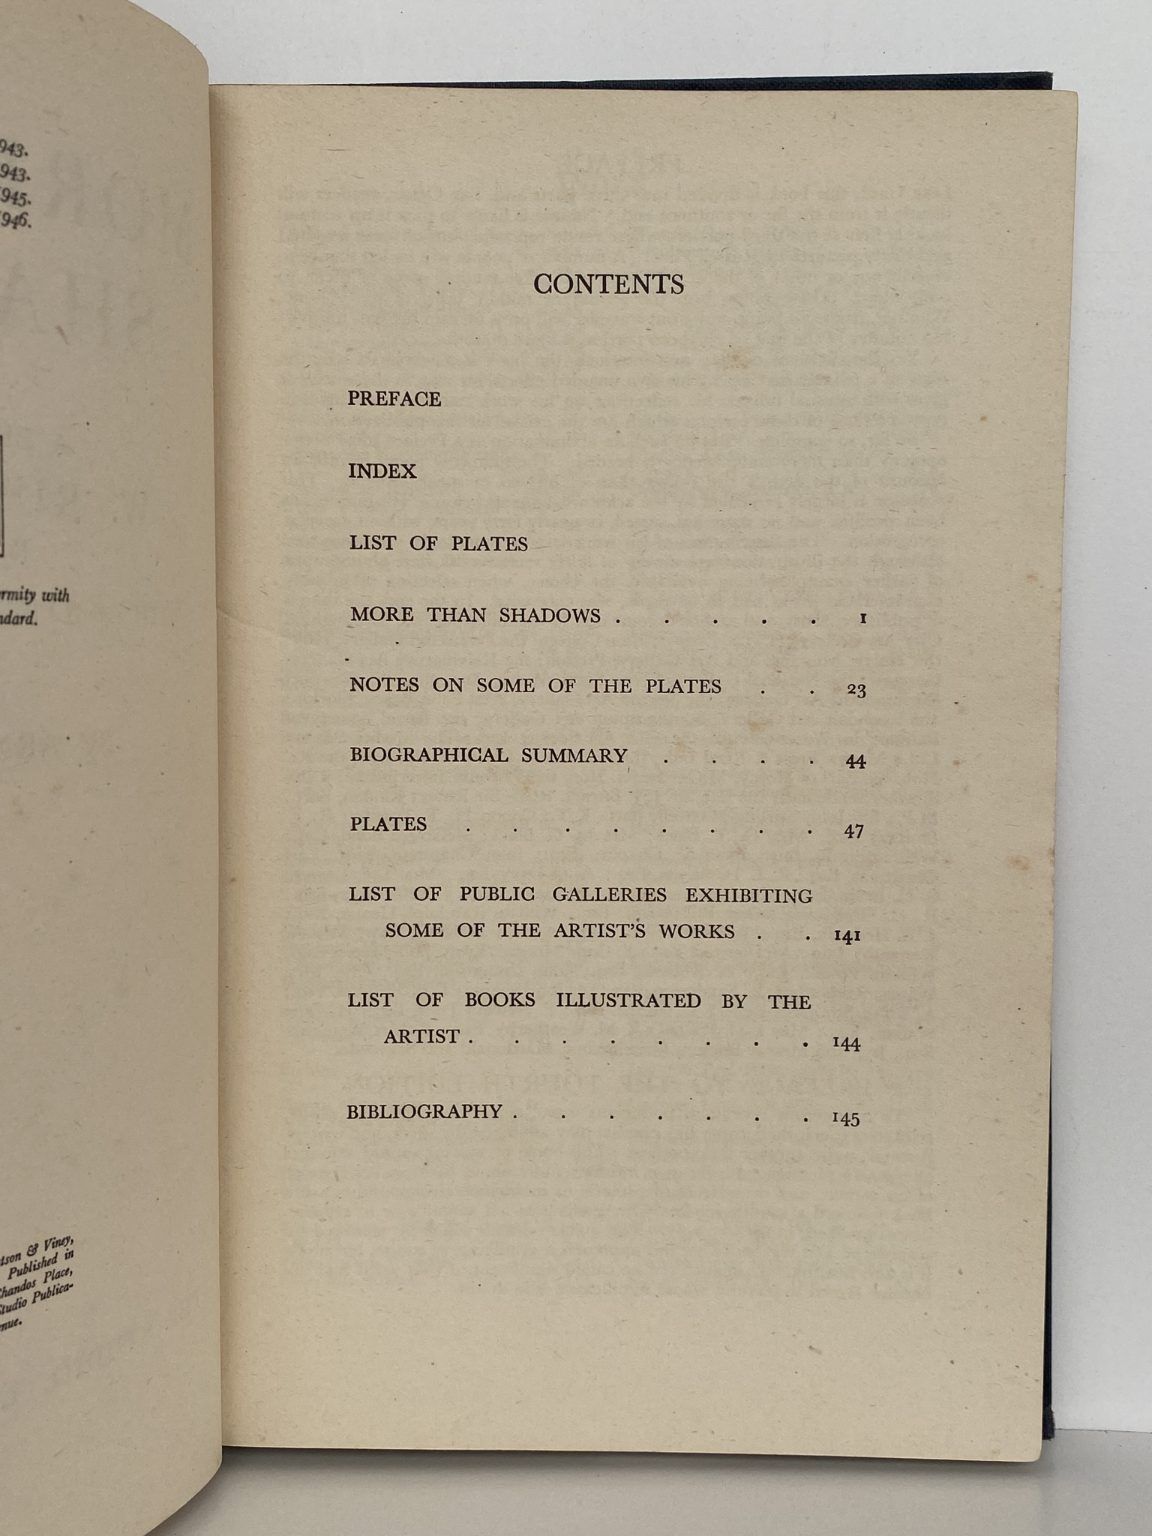 943.
943.
945.
946.
rmity with
dard.
tson & Viney,
Published in
Chandos Place,
Studio Publica-
nue.
CONTENTS
PREFACE
INDEX
LIST OF PLATES
MORE THAN SHADOWS . . . . . 1
NOTES ON SOME OF THE PLATES . . 23
BIOGRAPHICAL SUMMARY . . . . 44
PLATES . . . . . . . . 47
LIST OF PUBLIC GALLERIES EXHIBITING
SOME OF THE ARTIST'S WORKS . . 141
LIST OF BOOKS ILLUSTRATED BY THE
ARTIST . . . . . . . . 144
BIBLIOGRAPHY . . . . . . . 145